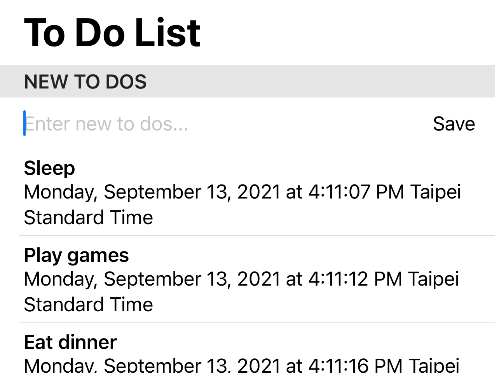 To Do List
NEW TO DOS
Enter new to dos...
Save
Sleep
Monday, September 13, 2021 at 4:11:07 PM Taipei
Standard Time
Play games
Monday, September 13, 2021 at 4:11:12 PM Taipei
Standard Time
Eat dinner
Monday, September 13, 2021 at 4:11:16 PM Taipei